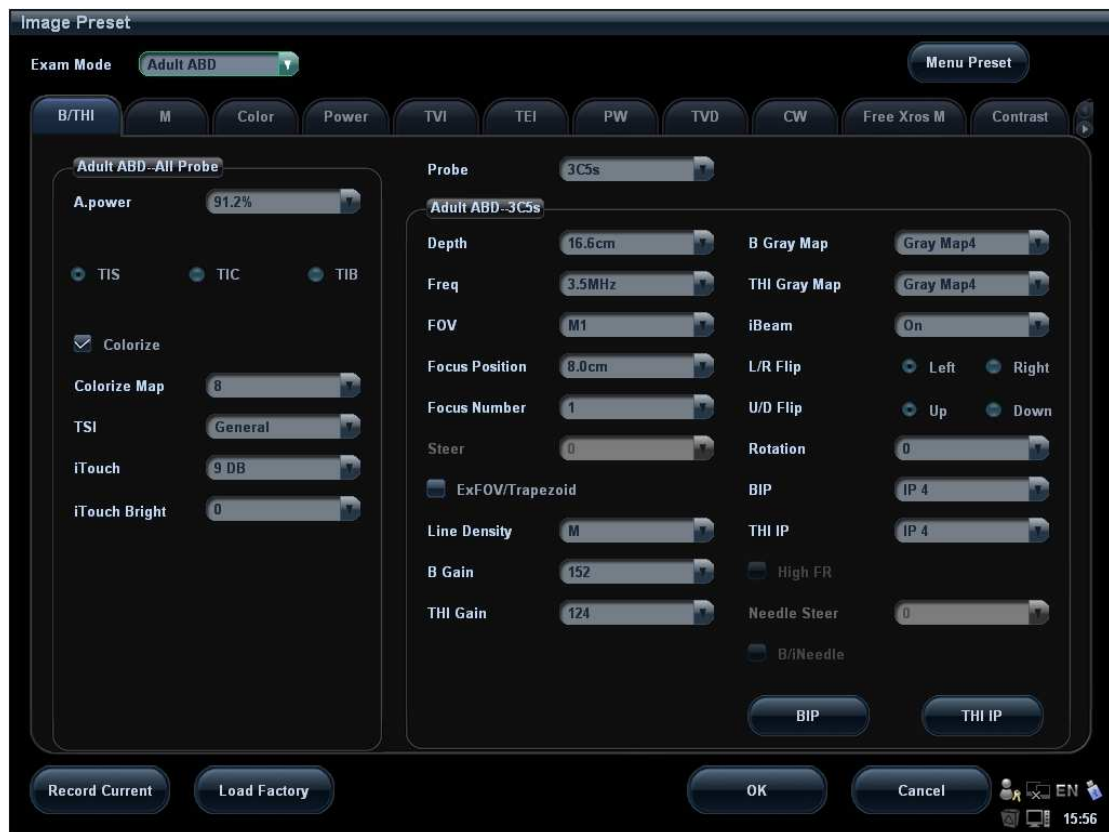 Image Preset
Exam Mode Adult ABD Menu Preset
B/THI M Color Power TVI TEI PW TVD CW Free Xros M Contrast
Adult ABD--All Probe
A.power 91.2%
TIS TIC TIB
Colorize
Colorize Map 8
TSI General
iTouch 9 DB
iTouch Bright 0
Probe 3C5s
Adult ABD--3C5s
Depth 16.6cm
Freq 3.5MHz
FOV M1
Focus Position 8.0cm
Focus Number 1
Steer 0
ExFOV/Trapezoid
Line Density M
B Gain 152
THI Gain 124
B Gray Map Gray Map4
THI Gray Map Gray Map4
iBeam On
L/R Flip Left Right
U/D Flip Up Down
Rotation 0
BIP IP 4
THI IP IP 4
High FR
Needle Steer 0
B/iNeedle
BIP THI IP
Record Current Load Factory OK Cancel EN
15:56